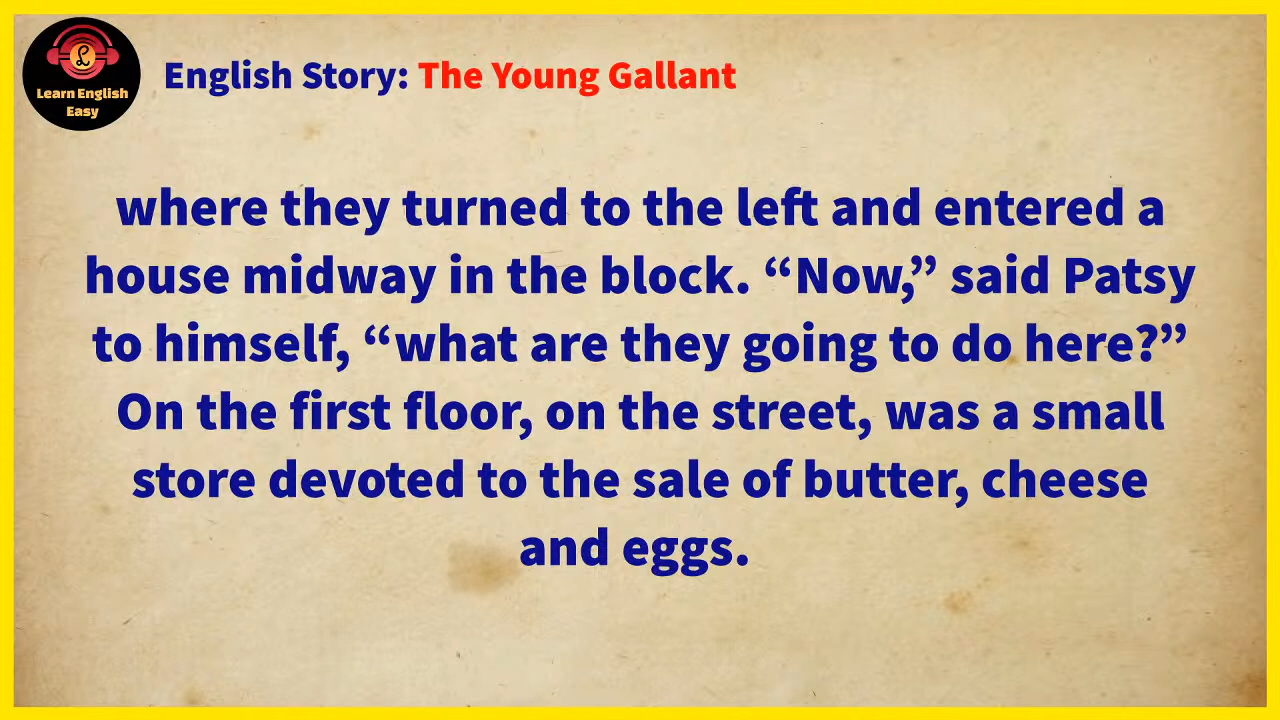 Learn English
Easy
English Story: The Young Gallant
where they turned to the left and entered a
house midway in the block. “Now,” said Patsy
to himself, “what are they going to do here?”
On the first floor, on the street, was a small
store devoted to the sale of butter, cheese
and eggs.